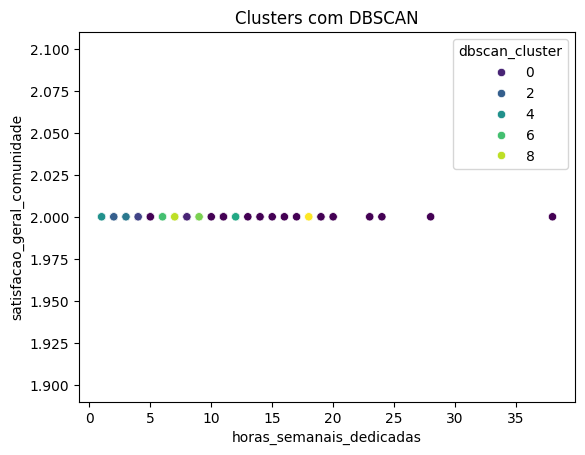 Clusters com DBSCAN
dbscan_cluster
0
2
4
6
8
satisfacao_geral_comunidade
2.100
2.075
2.050
2.025
2.000
1.975
1.950
1.925
1.900
0 5 10 15 20 25 30 35
horas_semanais_dedicadas